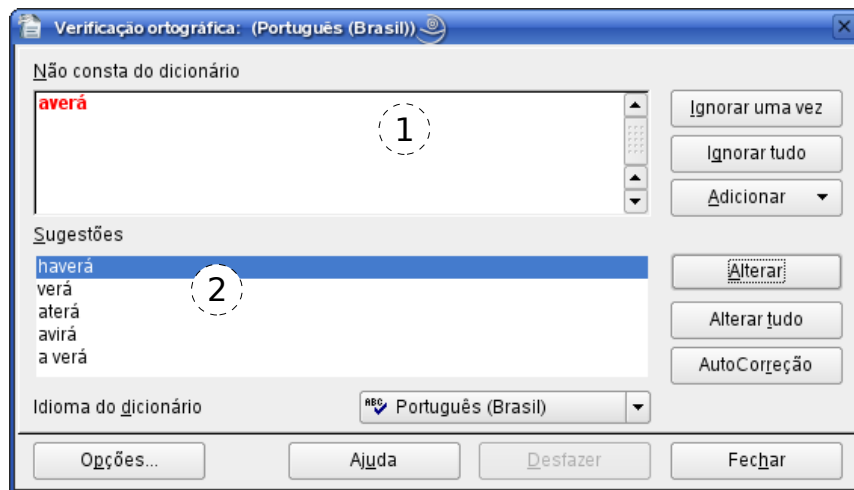 Verificação ortográfica: (Português (Brasil))
Não consta do dicionário
averá
1
Ignorar uma vez
Ignorar tudo
Adicionar
Sugestões
haverá
verá
aterá
avirá
a verá
2
Alterar
Alterar tudo
AutoCorreção
Idioma do dicionário
ABC Português (Brasil)
Opções...
Ajuda
Desfazer
Fechar